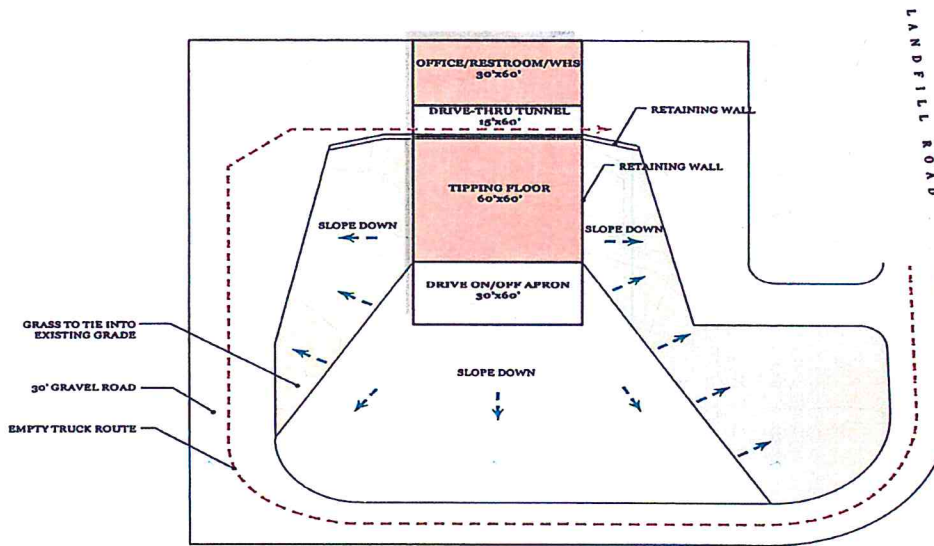 LANDFILL ROAD
OFFICE/RESTROOM/WHS
30'x60'
DRIVE-THRU TUNNEL
15'x60'
RETAINING WALL
RETAINING WALL
TIPPING FLOOR
60'x60'
SLOPE DOWN
SLOPE DOWN
DRIVE ON/OFF APRON
30'x60'
GRASS TO TIE INTO
EXISTING GRADE
SLOPE DOWN
30' GRAVEL ROAD
EMPTY TRUCK ROUTE